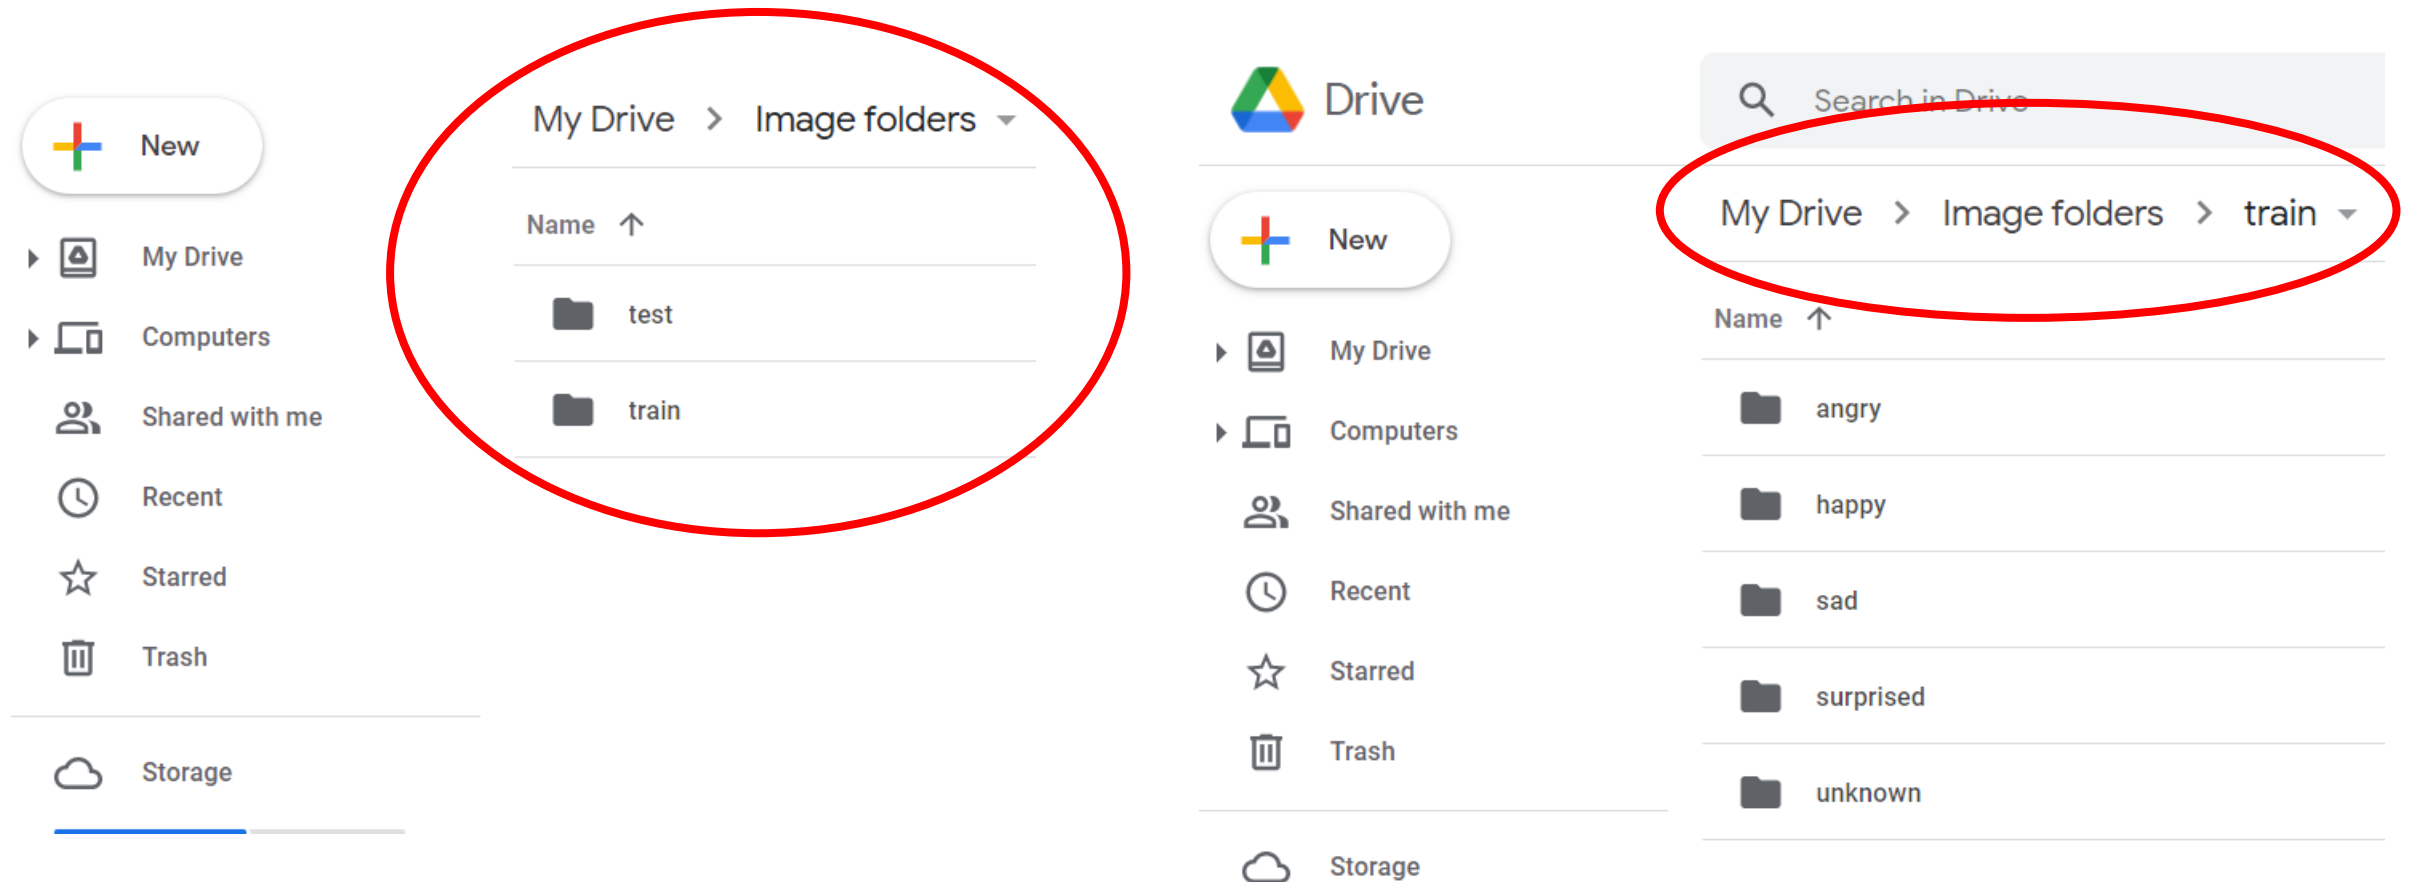 New
My Drive
Computers
Shared with me
Recent
Starred
Trash
Storage
My Drive > Image folders
Name
test
train
Drive
Search in Drive
New
My Drive
Computers
Shared with me
Recent
Starred
Trash
Storage
My Drive > Image folders > train
Name
angry
happy
sad
surprised
unknown